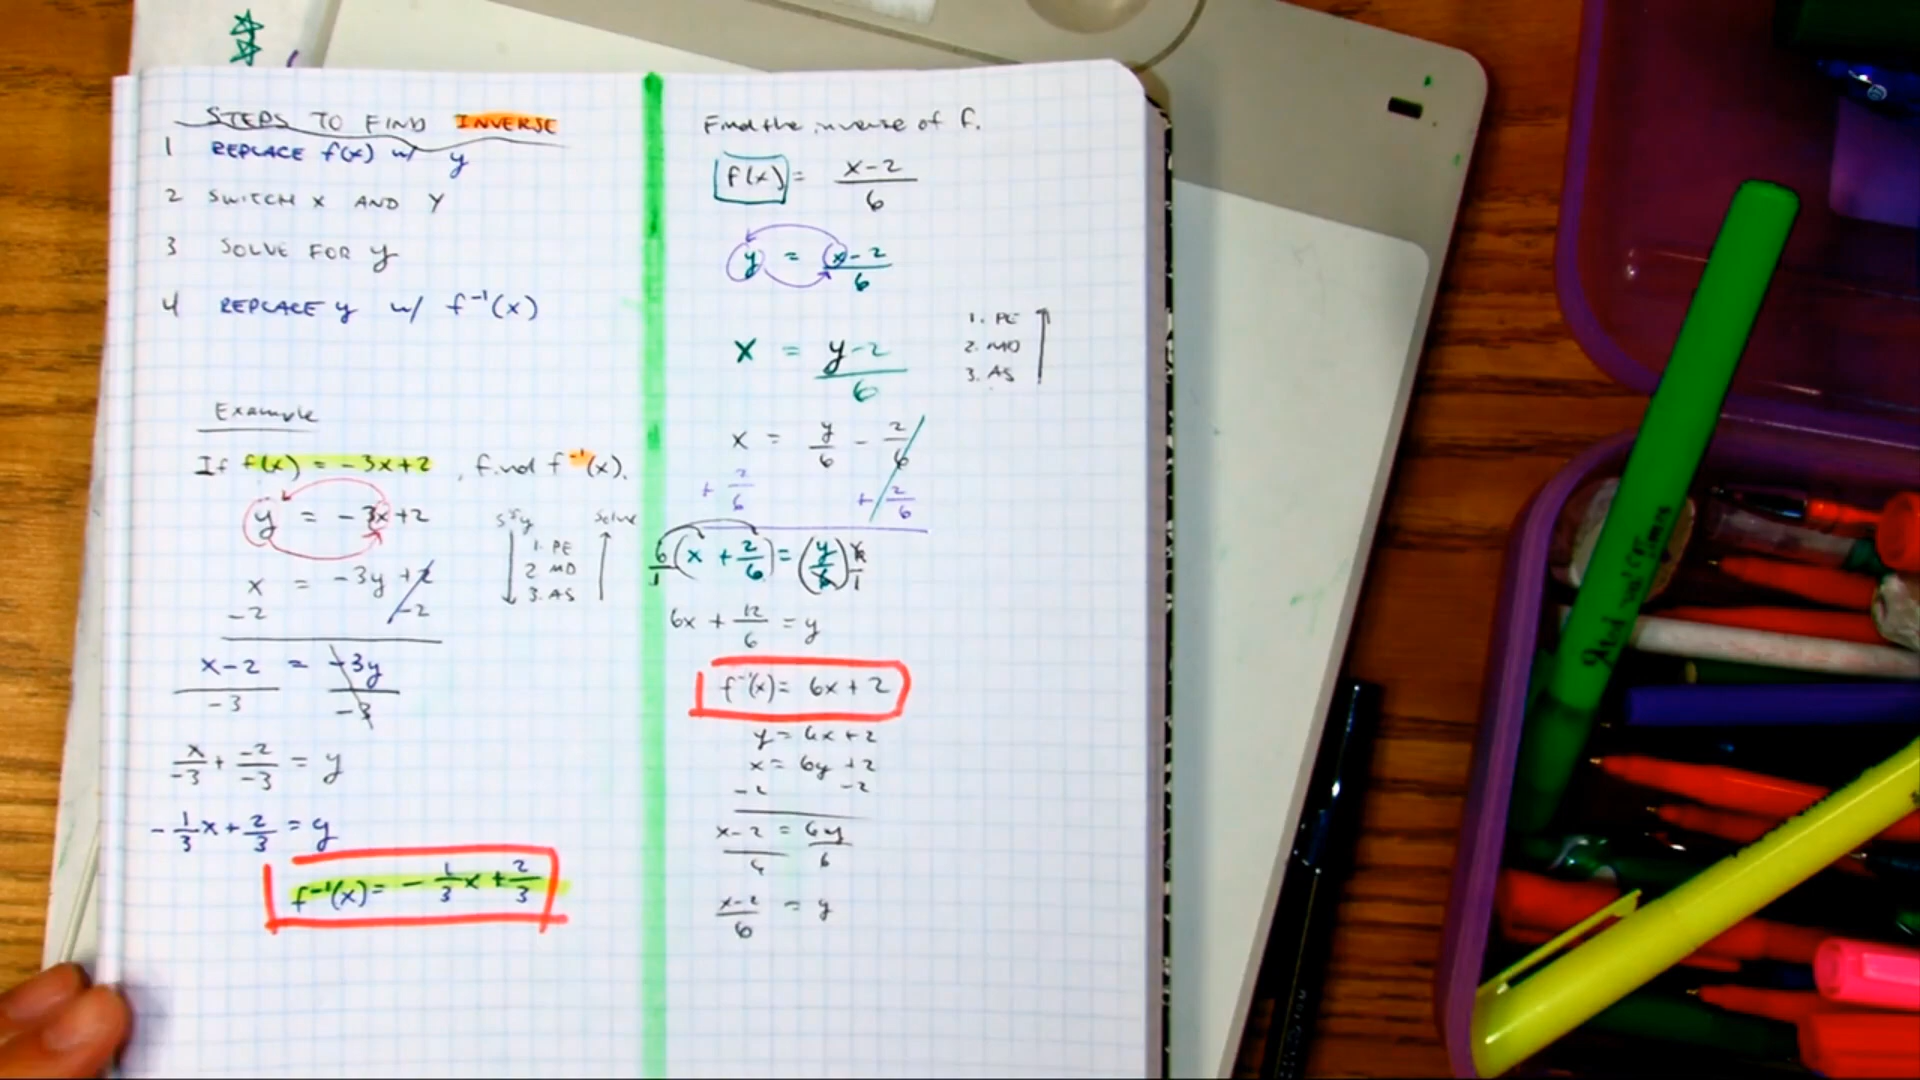 STEPS TO FIND INVERSE
1 REPLACE f(x) w/ y
2 SWITCH X AND Y
3 SOLVE FOR y
4 REPLACE y w/ f⁻¹(x)
Example
If f(x) = -3x+2, find f⁻¹(x).
y = -3x+2
x = -3y+2
-2 -2
x-2 = -3y
-3 -3
x/-3 + -2/-3 = y
-1/3x + 2/3 = y
f⁻¹(x) = -1/3x + 2/3
solve
1. PE
2 MD
3. AS
Find the inverse of f.
f(x) = x-2/6
y = x-2/6
x = y-2/6
1. PE
2. MD
3. AS
x = y/6 - 2/6
+ 2/6 + 2/6
6/1(x + 2/6) = (y/6)6/1
6x + 12/6 = y
f⁻¹(x) = 6x + 2
y = 6x+2
x = 6y+2
-2 -2
x-2 = 6y
6 6
x-2/6 = y